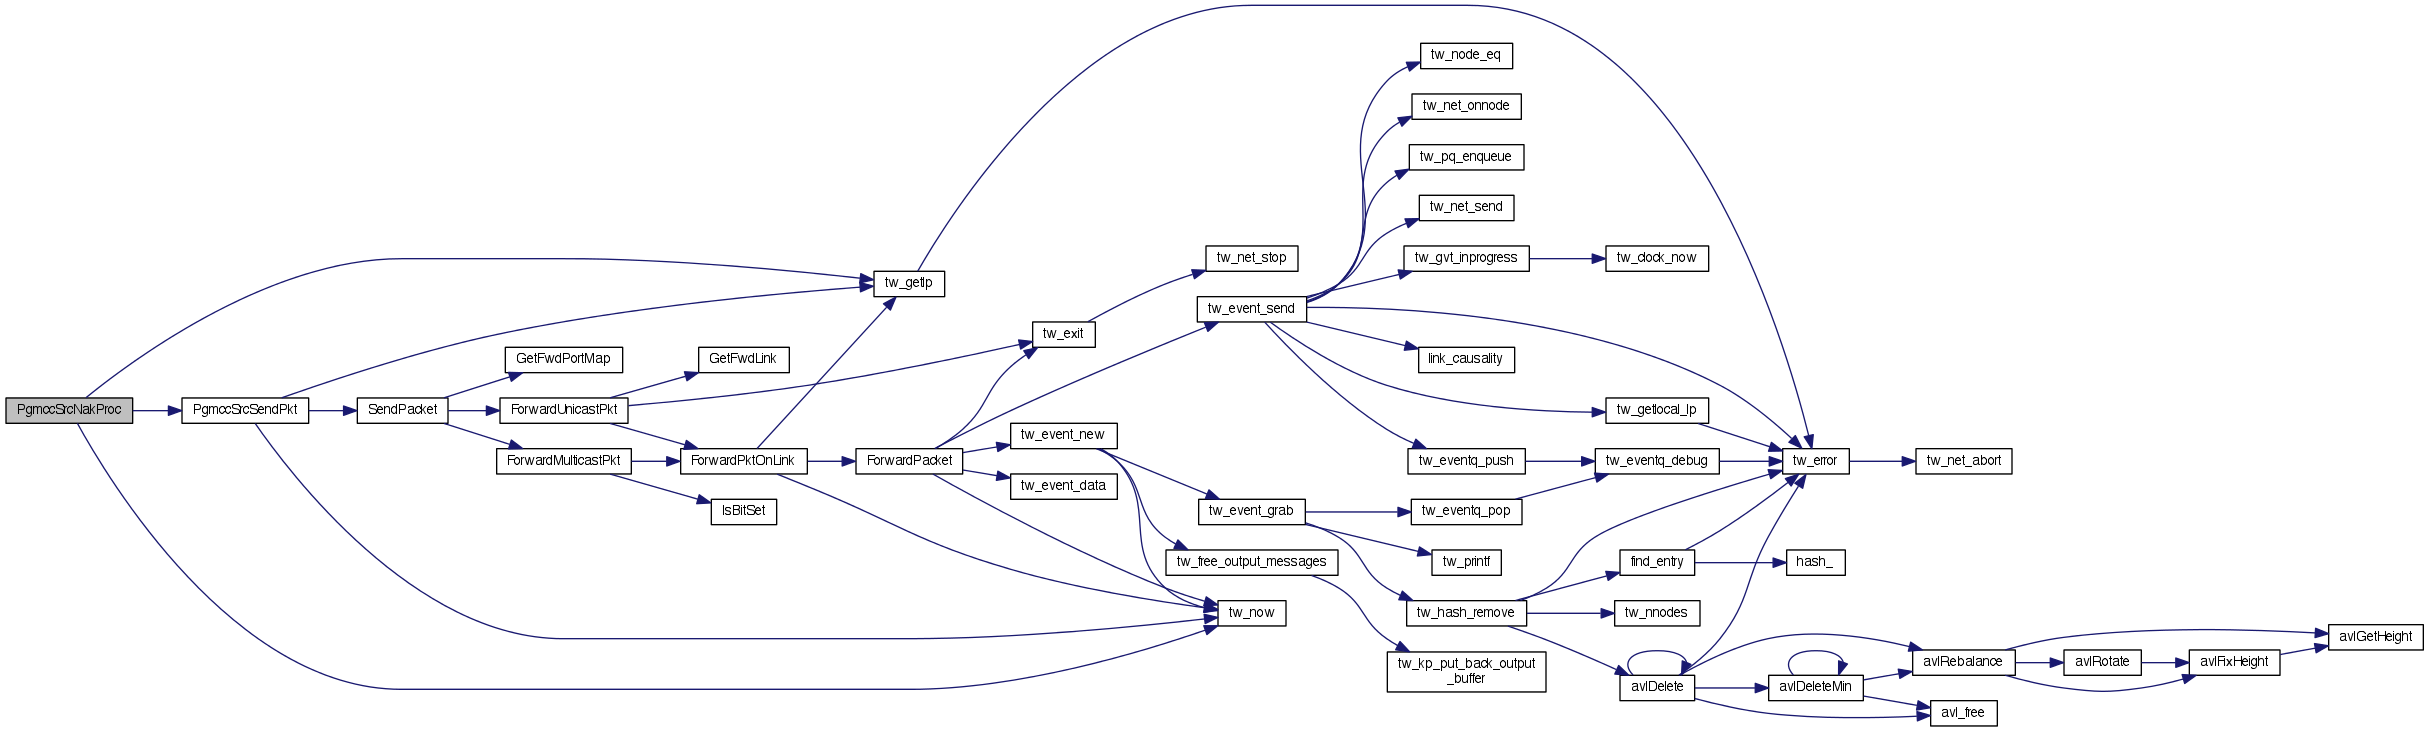 PgmccSrcNakProc
PgmccSrcSendPkt
SendPacket
GetFwdPortMap
ForwardUnicastPkt
ForwardMulticastPkt
GetFwdLink
ForwardPktOnLink
IsBitSet
tw_getlp
ForwardPacket
tw_exit
tw_event_new
tw_event_data
tw_net_stop
tw_event_send
tw_event_grab
tw_free_output_messages
tw_now
tw_node_eq
tw_net_onnode
tw_pq_enqueue
tw_net_send
tw_gvt_inprogress
link_causality
tw_eventq_push
tw_eventq_pop
tw_printf
tw_hash_remove
tw_kp_put_back_output
_buffer
tw_clock_now
tw_getlocal_lp
tw_eventq_debug
find_entry
tw_nnodes
avlDelete
tw_error
hash_
avlDeleteMin
tw_net_abort
avlRebalance
avl_free
avlRotate
avlFixHeight
avlGetHeight